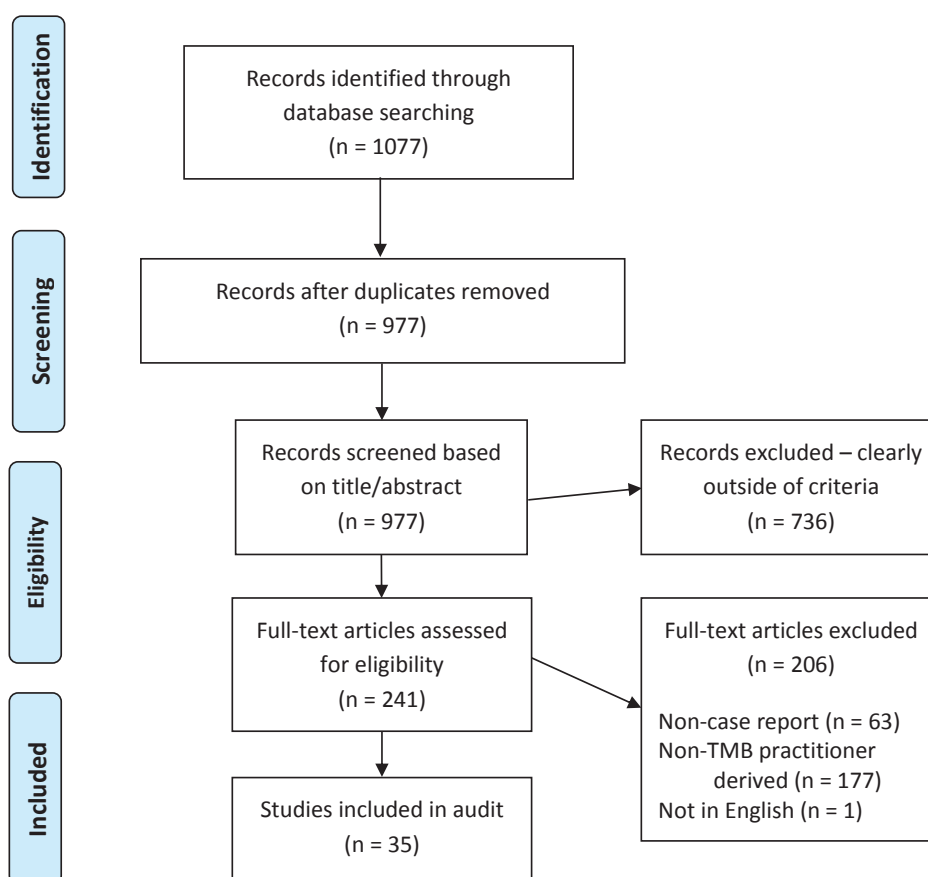 Identification
Records identified through
database searching
(n = 1077)
Screening
Records after duplicates removed
(n = 977)
Eligibility
Records screened based
on title/abstract
(n = 977)
Records excluded – clearly
outside of criteria
(n = 736)
Full-text articles assessed
for eligibility
(n = 241)
Full-text articles excluded
(n = 206)
Non-case report (n = 63)
Non-TMB practitioner
derived (n = 177)
Not in English (n = 1)
Included
Studies included in audit
(n = 35)